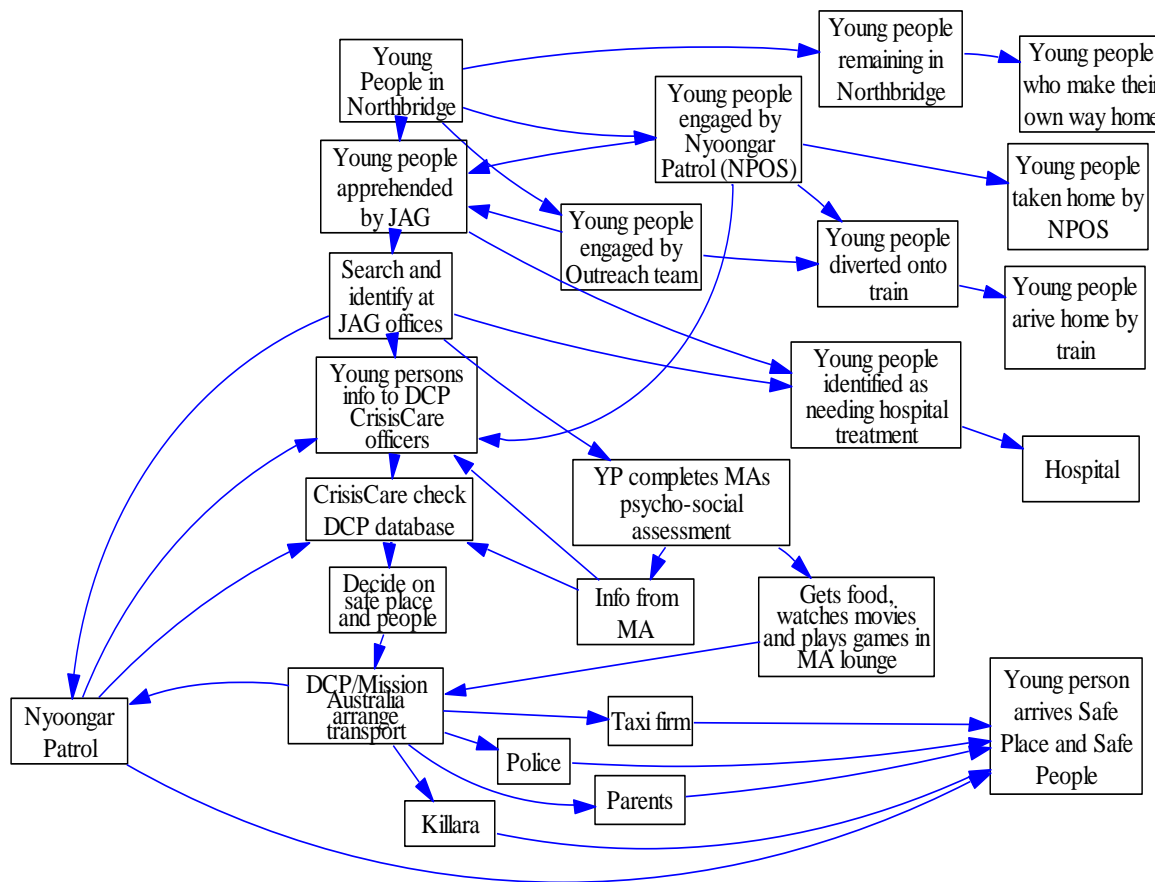 Young
People in
Northbridge
Young people
remaining in
Northbridge
Young people
who make their
own way home
Young people
engaged by
Nyoongar
Patrol (NPOS)
Young people
apprehended
by JAG
Young people
taken home by
NPOS
Young people
engaged by
Outreach team
Young people
diverted onto
train
Search and
identify at
JAG offices
Young people
arive home by
train
Young persons
info to DCP
CrisisCare
officers
Young people
identified as
needing hospital
treatment
Hospital
YP completes MAs
psycho-social
assessment
CrisisCare check
DCP database
Decide on
safe place
and people
Info from
MA
Gets food,
watches movies
and plays games in
MA lounge
DCP/Mission
Australia
arrange
transport
Nyoongar
Patrol
Taxi firm
Police
Parents
Killara
Young person
arrives Safe
Place and Safe
People